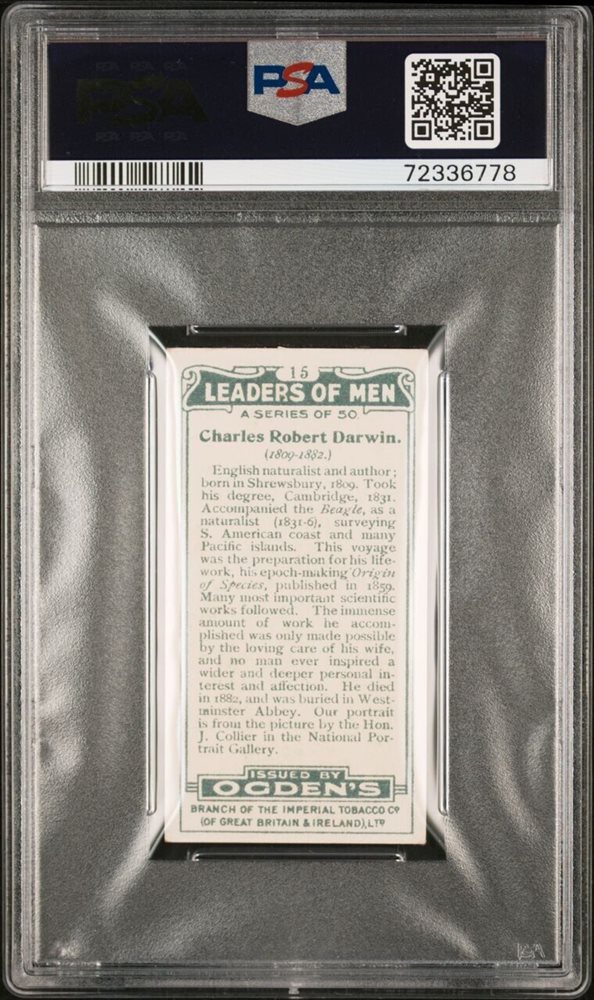 PSA
72336778
15
LEADERS OF MEN
A SERIES OF 50
Charles Robert Darwin.
(1809-1882.)
English naturalist and author;
born in Shrewsbury, 1809. Took
his degree, Cambridge, 1831.
Accompanied the Beagle, as a
naturalist (1831-6), surveying
S. American coast and many
Pacific islands. This voyage
was the preparation for his life-
work, his epoch-making Origin
of Species, published in 1859.
Many most important scientific
works followed. The immense
amount of work he accom-
plished was only made possible
by the loving care of his wife,
and no man ever inspired a
wider and deeper personal in-
terest and affection. He died
in 1882, and was buried in West-
minster Abbey. Our portrait
is from the picture by the Hon.
J. Collier in the National Por-
trait Gallery.
ISSUED BY
OGDEN'S
BRANCH OF THE IMPERIAL TOBACCO CO
(OF GREAT BRITAIN & IRELAND), LTD
PSA